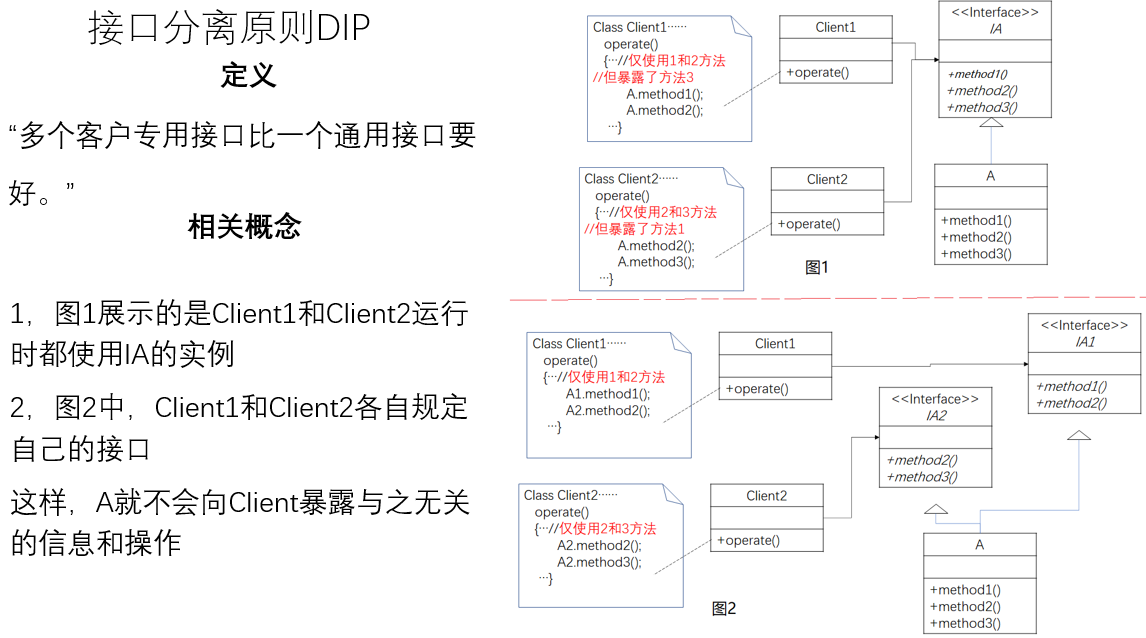 接口分离原则DIP
定义
“多个客户专用接口比一个通用接口要
好。”
相关概念
1，图1展示的是Client1和Client2运行
时都使用IA的实例
2，图2中，Client1和Client2各自规定
自己的接口
这样，A就不会向Client暴露与之无关
的信息和操作
Class Client1······
operate()
{···//仅使用1和2方法
//但暴露了方法3
A.method1();
A.method2();
···}
Client1
+operate()
<<Interface>>
IA
+method1()
+method2()
+method3()
Class Client2······
operate()
{···//仅使用2和3方法
//但暴露了方法1
A.method2();
A.method3();
···}
Client2
+operate()
A
+method1()
+method2()
+method3()
图1
Class Client1······
operate()
{···//仅使用1和2方法
A1.method1();
A2.method2();
···}
Client1
+operate()
<<Interface>>
IA1
+method1()
+method2()
<<Interface>>
IA2
+method2()
+method3()
Class Client2······
operate()
{···//仅使用2和3方法
A2.method2();
A2.method3();
···}
Client2
+operate()
A
+method1()
+method2()
+method3()
图2